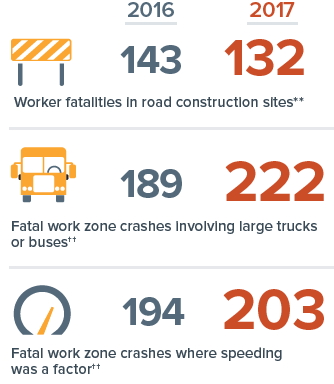 2016 2017
143 132
Worker fatalities in road construction sites**
189 222
Fatal work zone crashes involving large trucks
or buses††
194 203
Fatal work zone crashes where speeding
was a factor††